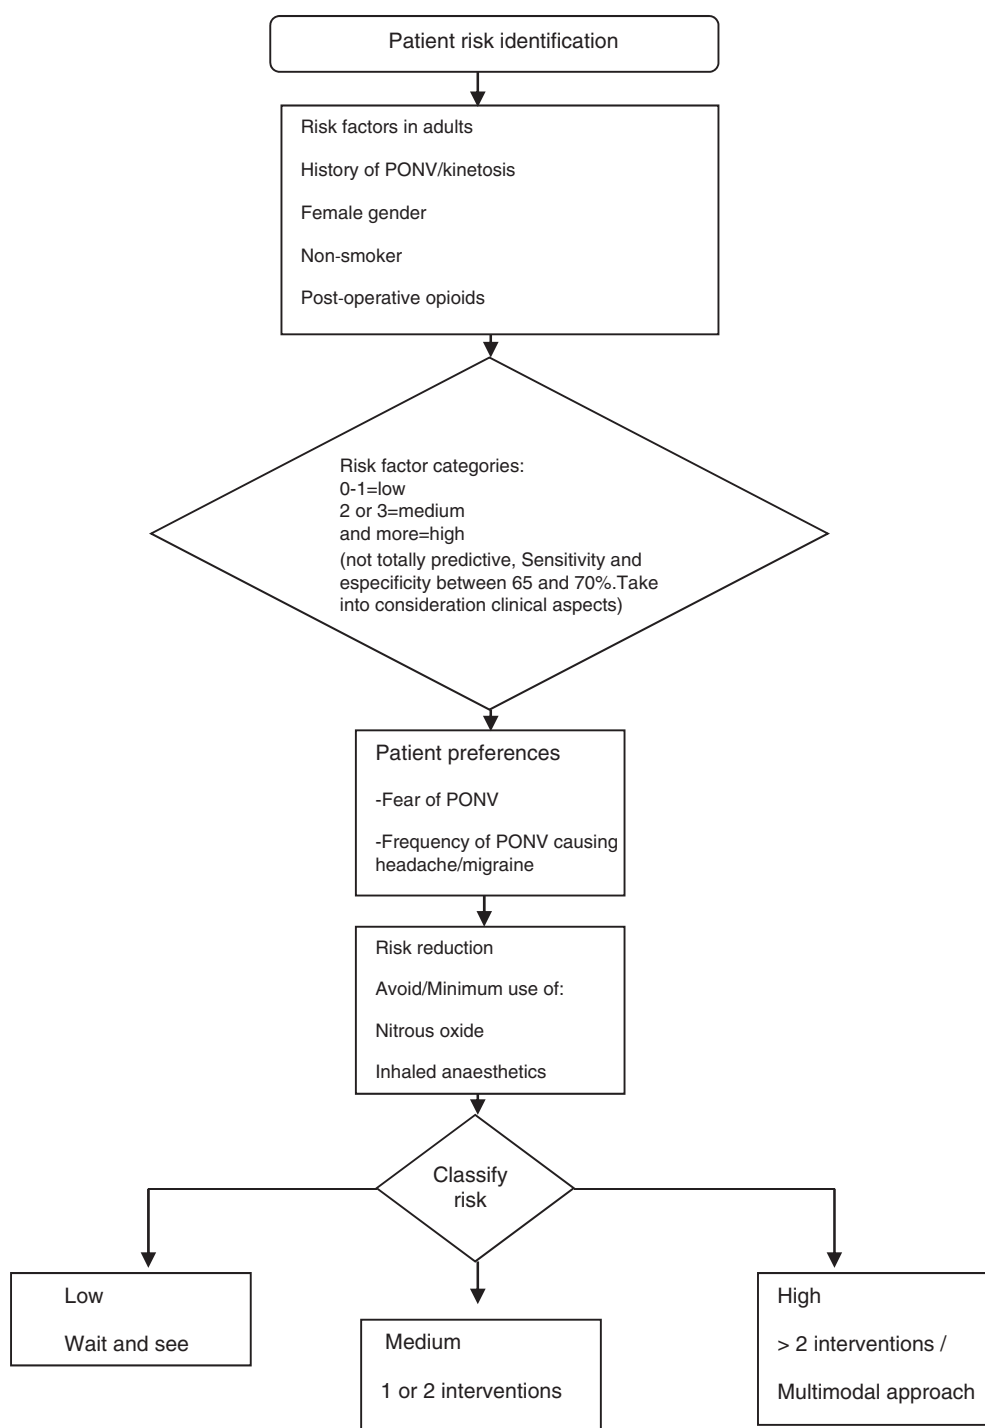 Patient risk identification
Risk factors in adults
History of PONV/kinetosis
Female gender
Non-smoker
Post-operative opioids
Risk factor categories:
0-1=low
2 or 3=medium
and more=high
(not totally predictive, Sensitivity and
especificity between 65 and 70%.Take
into consideration clinical aspects)
Patient preferences
-Fear of PONV
-Frequency of PONV causing
headache/migraine
Risk reduction
Avoid/Minimum use of:
Nitrous oxide
Inhaled anaesthetics
Classify
risk
Low
Wait and see
Medium
1 or 2 interventions
High
> 2 interventions /
Multimodal approach